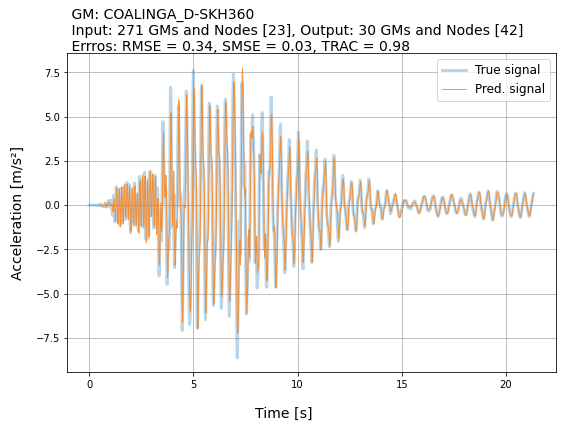 GM: COALINGA_D-SKH360
Input: 271 GMs and Nodes [23], Output: 30 GMs and Nodes [42]
Errros: RMSE = 0.34, SMSE = 0.03, TRAC = 0.98
True signal
Pred. signal
7.5
5.0
2.5
0.0
−2.5
−5.0
−7.5
Acceleration [m/s²]
0 5 10 15 20
Time [s]